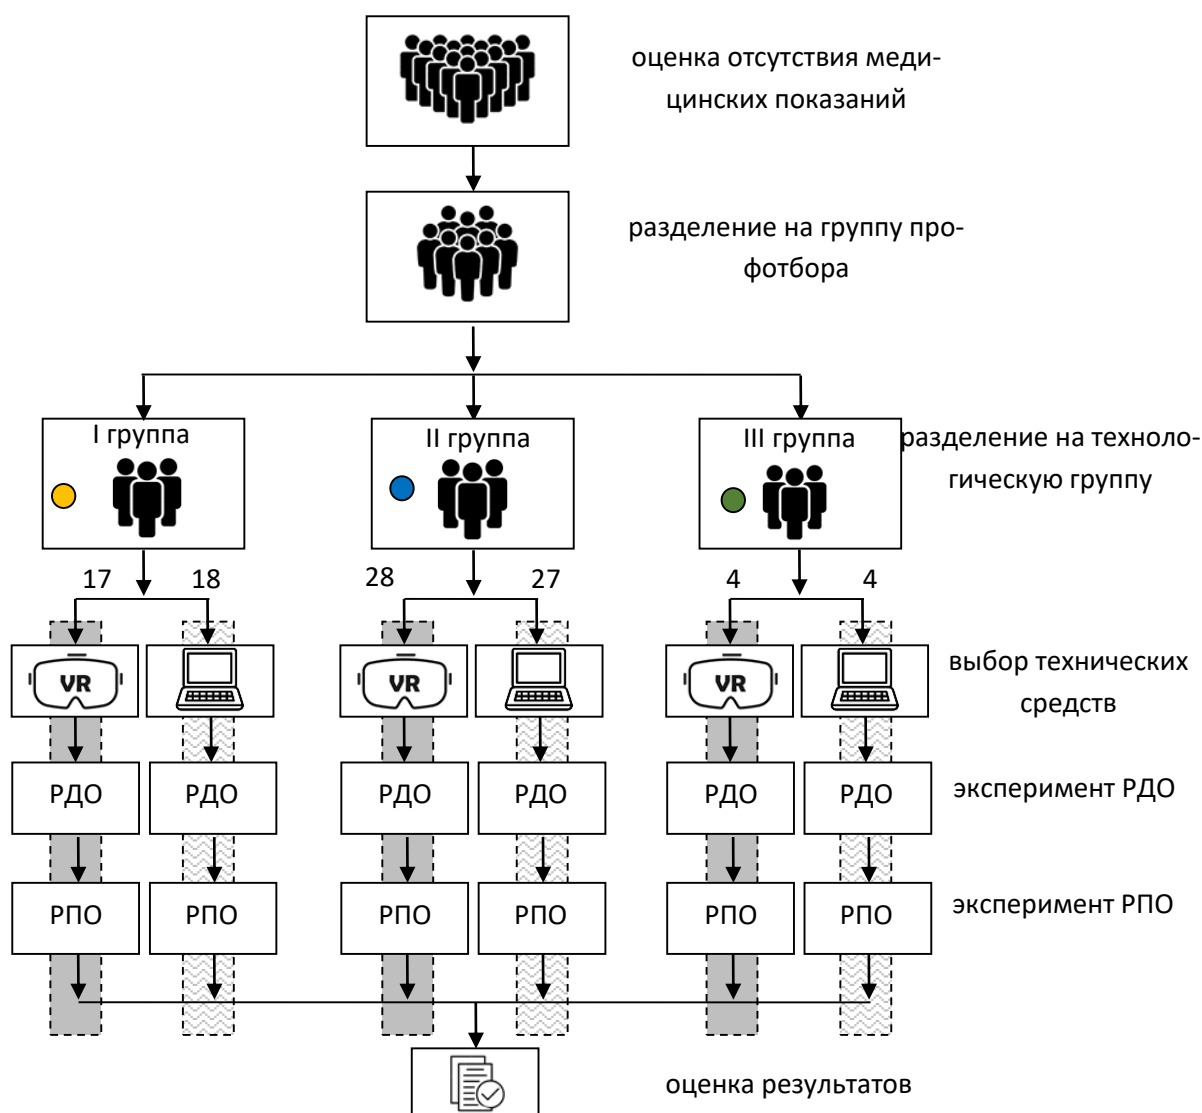 оценка отсутствия меди-
цинских показаний
разделение на группу про-
фотбора
I группа
II группа
III группа
разделение на техноло-
гическую группу
17
18
28
27
4
4
VR
VR
VR
выбор технических
средств
РДО
РДО
РДО
РДО
РДО
РДО
эксперимент РДО
РПО
РПО
РПО
РПО
РПО
РПО
эксперимент РПО
оценка результатов